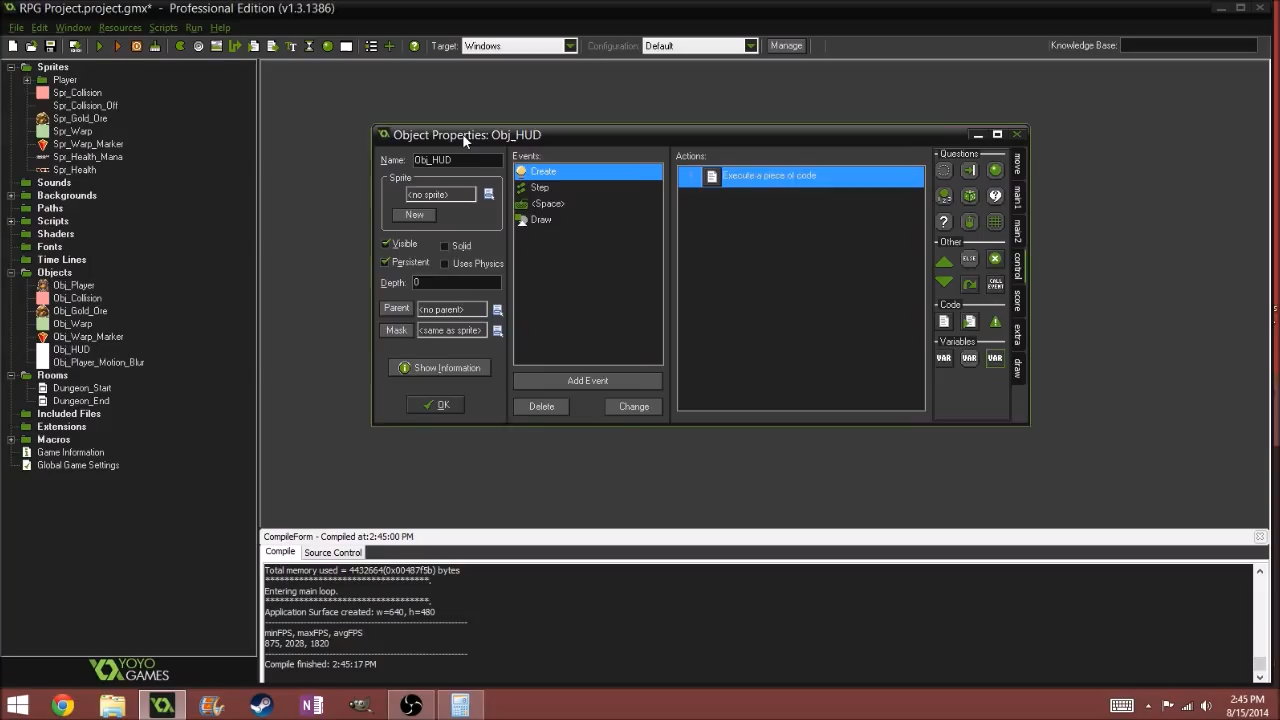 RPG Project.project.gmx* - Professional Edition (v1.3.1386)
File Edit Window Resources Scripts Run Help
Target: Windows Configuration: Default Manage Knowledge Base:
Sprites
Player
Spr_Collision
Spr_Collision_Off
Spr_Gold_Ore
Spr_Warp
Spr_Warp_Marker
Spr_Health_Mana
Spr_Health
Sounds
Backgrounds
Paths
Scripts
Shaders
Fonts
Time Lines
Objects
Obj_Player
Obj_Collision
Obj_Gold_Ore
Obj_Warp
Obj_Warp_Marker
Obj_HUD
Obj_Player_Motion_Blur
Rooms
Dungeon_Start
Dungeon_End
Included Files
Extensions
Macros
Game Information
Global Game Settings
YOYO
GAMES
Object Properties: Obj_HUD
Name: Obj_HUD
Sprite
<no sprite>
New
Visible Solid
Persistent Uses Physics
Depth: 0
Parent <no parent>
Mask <same as sprite>
Show Information
OK
Events:
Create
Step
<Space>
Draw
Add Event
Delete Change
Actions:
Execute a piece of code
Questions
Other
ELSE
CALL EVENT
Code
Variables
VAR VAR VAR
move
main1
main2
control
score
extra
draw
CompileForm - Compiled at:2:45:00 PM
Compile Source Control
Total memory used = 4432664(0x00487f5b) bytes
*********************************.
Entering main loop.
*********************************.
Application Surface created: w=640, h=480
---------------------------------------------
minFPS, maxFPS, avgFPS
875, 2028, 1820
---------------------------------------------
Compile finished: 2:45:17 PM
2:45 PM
8/15/2014